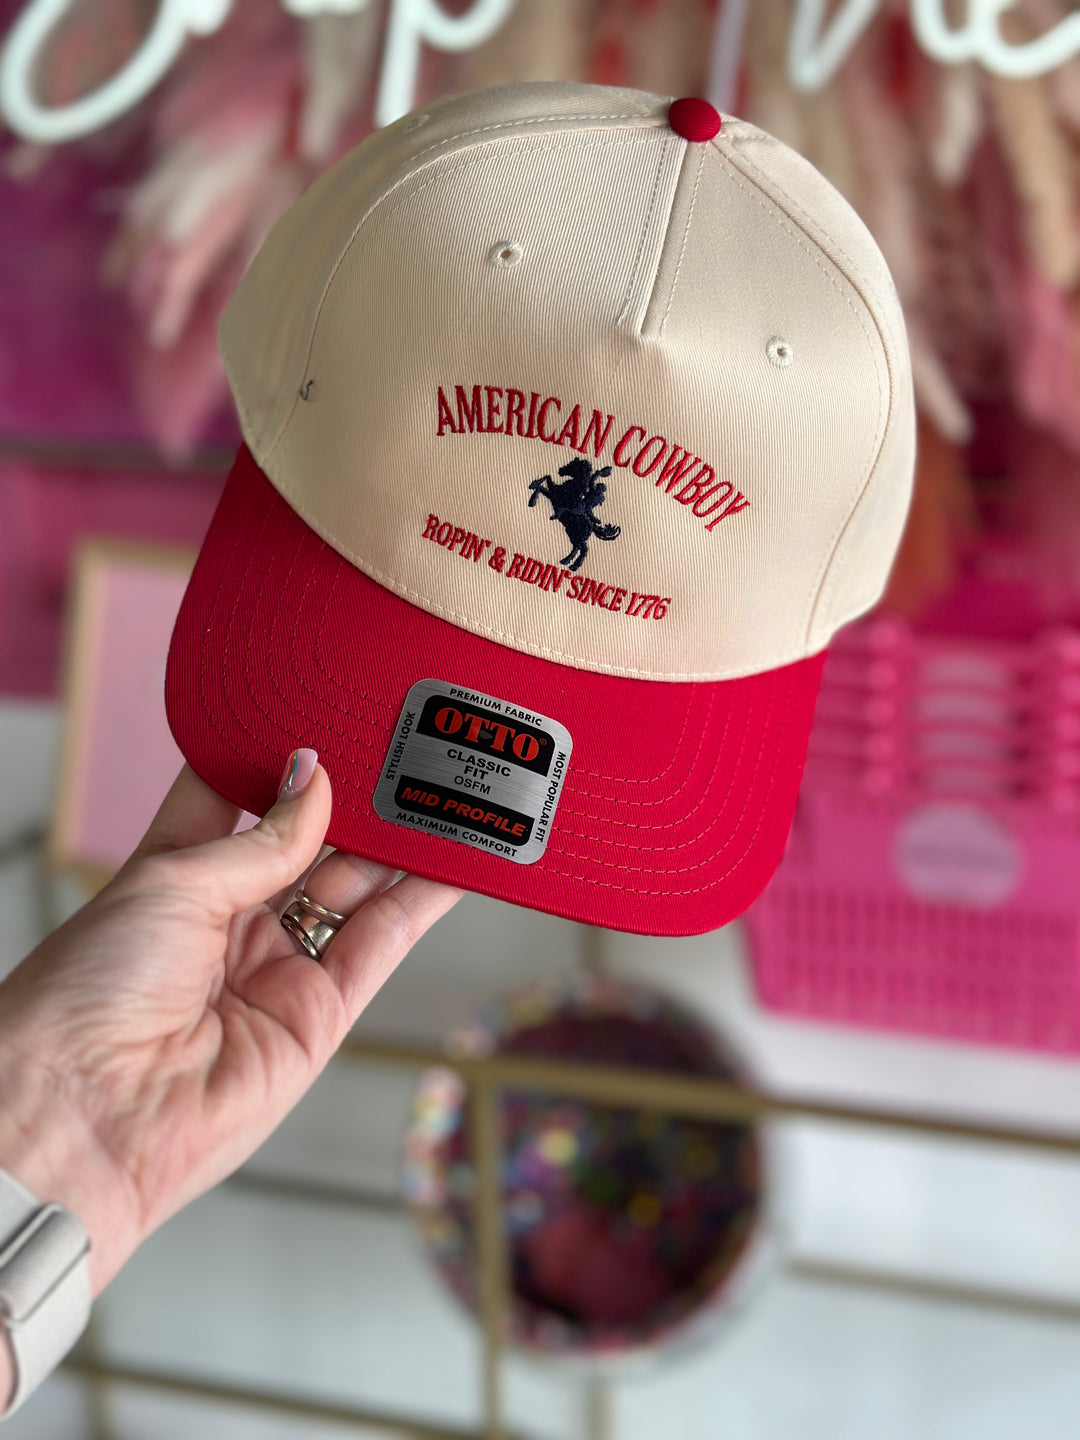 AMERICAN COWBOY
ROPIN' & RIDIN' SINCE 1776
PREMIUM FABRIC
STYLISH LOOK
OTTO®
CLASSIC
FIT
OSFM
MID PROFILE
MOST POPULAR FIT
MAXIMUM COMFORT